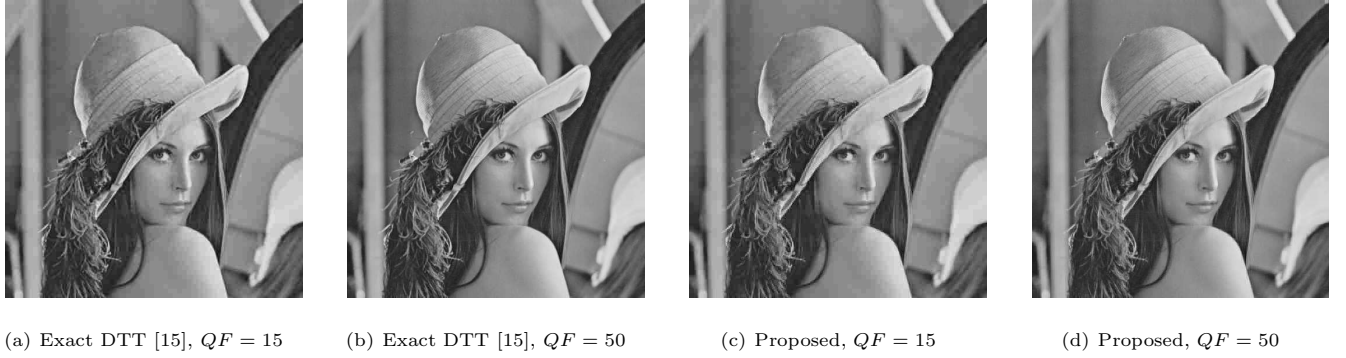 (a) Exact DTT [15], QF = 15
(b) Exact DTT [15], QF = 50
(c) Proposed, QF = 15
(d) Proposed, QF = 50